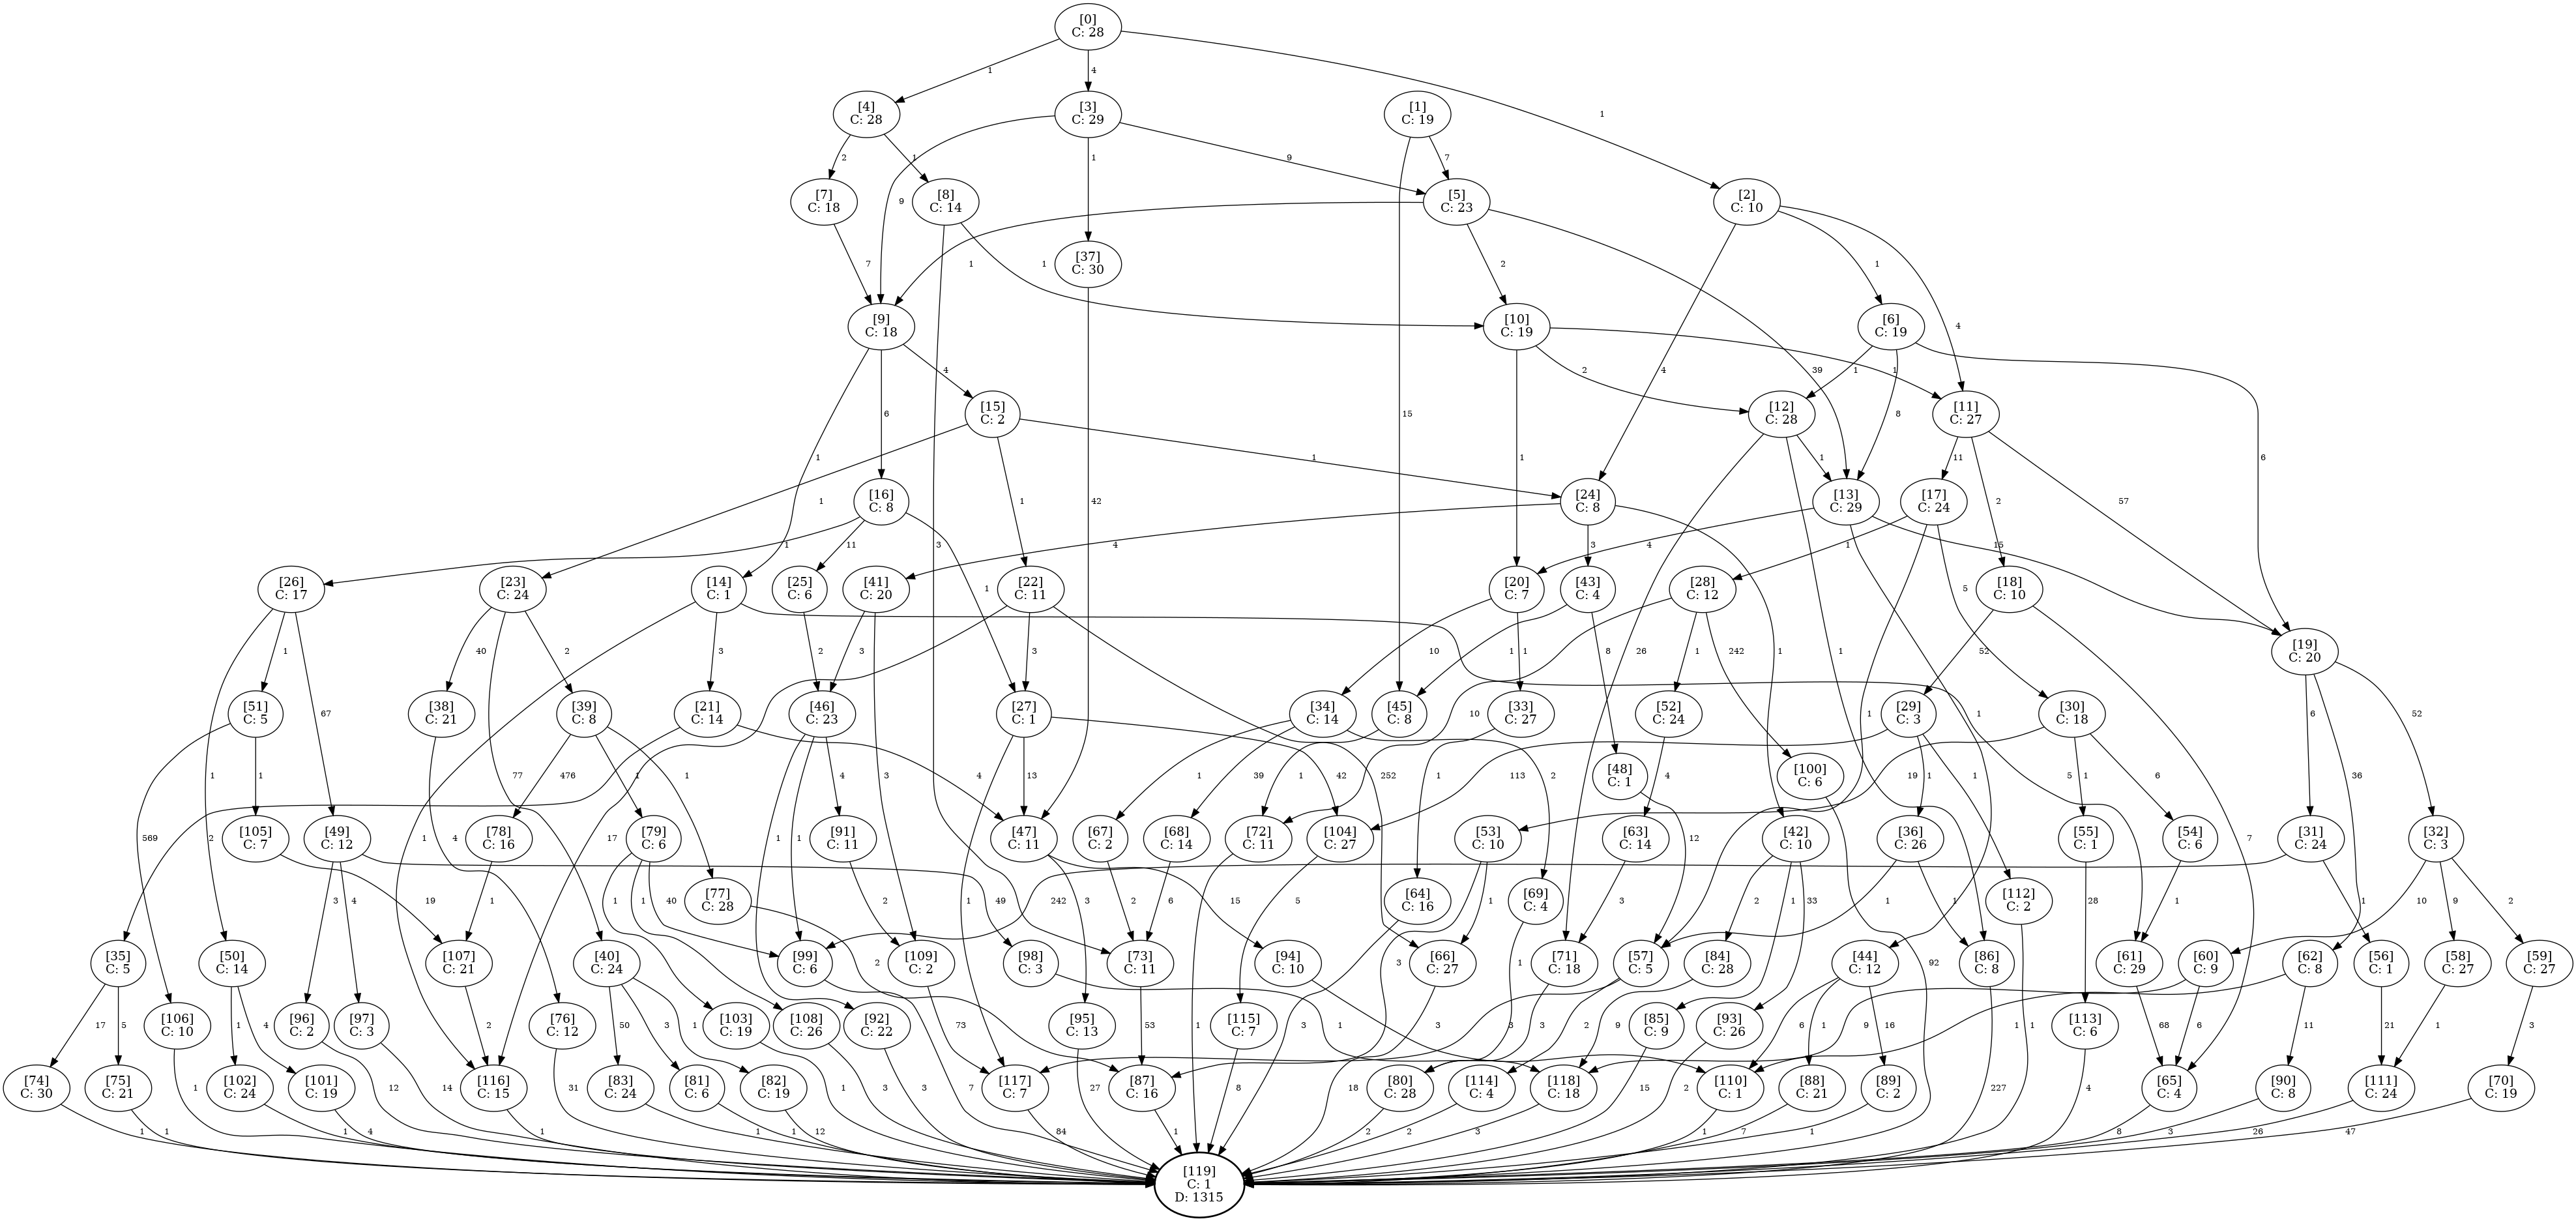 [0]
C: 28
1
4
1
[4]
C: 28
[3]
C: 29
[1]
C: 19
2
1
9
1
9
15
7
[7]
C: 18
[8]
C: 14
[5]
C: 23
[2]
C: 10
7
3
1
1
2
39
4
1
4
[37]
C: 30
[9]
C: 18
[10]
C: 19
[6]
C: 19
1
6
4
42
1
2
1
1
8
6
[15]
C: 2
[12]
C: 28
[11]
C: 27
1
1
1
26
1
1
11
2
57
[16]
C: 8
[24]
C: 8
[13]
C: 29
[17]
C: 24
1
11
1
4
3
1
4
15
1
1
5
[26]
C: 17
[23]
C: 24
[14]
C: 1
[25]
C: 6
[41]
C: 20
[22]
C: 11
[20]
C: 7
[43]
C: 4
[28]
C: 12
[18]
C: 10
[19]
C: 20
1
1
67
40
77
2
1
3
1
2
3
3
17
3
252
10
1
1
8
10
1
242
52
7
6
36
52
[51]
C: 5
[38]
C: 21
[39]
C: 8
[21]
C: 14
[46]
C: 23
[27]
C: 1
[34]
C: 14
[45]
C: 8
[33]
C: 27
[52]
C: 24
[29]
C: 3
[30]
C: 18
569
1
4
476
1
1
2
4
1
1
4
1
13
42
1
39
2
1
1
4
113
1
1
19
1
6
[48]
C: 1
[100]
C: 6
12
92
[105]
C: 7
[49]
C: 12
[78]
C: 16
[79]
C: 6
[91]
C: 11
[47]
C: 11
[67]
C: 2
[68]
C: 14
[72]
C: 11
[104]
C: 27
[53]
C: 10
[63]
C: 14
[42]
C: 10
[36]
C: 26
[55]
C: 1
[54]
C: 6
[31]
C: 24
[32]
C: 3
19
3
4
49
1
1
1
40
2
3
15
2
6
1
5
3
1
3
2
1
33
1
1
28
1
242
1
10
9
2
[77]
C: 28
[64]
C: 16
[69]
C: 4
[112]
C: 2
2
3
1
1
[35]
C: 5
[106]
C: 10
[50]
C: 14
[107]
C: 21
[76]
C: 12
[40]
C: 24
[99]
C: 6
[109]
C: 2
[98]
C: 3
[73]
C: 11
[94]
C: 10
[66]
C: 27
[71]
C: 18
[57]
C: 5
[84]
C: 28
[44]
C: 12
[86]
C: 8
[61]
C: 29
[60]
C: 9
[62]
C: 8
[56]
C: 1
[58]
C: 27
[59]
C: 27
17
5
1
1
4
2
31
50
3
1
7
73
1
53
3
18
3
3
2
9
6
1
16
227
68
6
9
11
1
21
1
3
[96]
C: 2
[97]
C: 3
[103]
C: 19
[108]
C: 26
[92]
C: 22
[95]
C: 13
[115]
C: 7
[85]
C: 9
[93]
C: 26
[113]
C: 6
12
14
1
3
3
27
8
15
2
4
[74]
C: 30
[75]
C: 21
[102]
C: 24
[101]
C: 19
[116]
C: 15
[83]
C: 24
[81]
C: 6
[82]
C: 19
[117]
C: 7
[87]
C: 16
[80]
C: 28
[114]
C: 4
[118]
C: 18
[110]
C: 1
[88]
C: 21
[89]
C: 2
[65]
C: 4
[90]
C: 8
[111]
C: 24
[70]
C: 19
1
1
1
4
1
1
1
12
84
1
2
2
3
1
7
1
8
3
26
47
[119]
C: 1
D: 1315